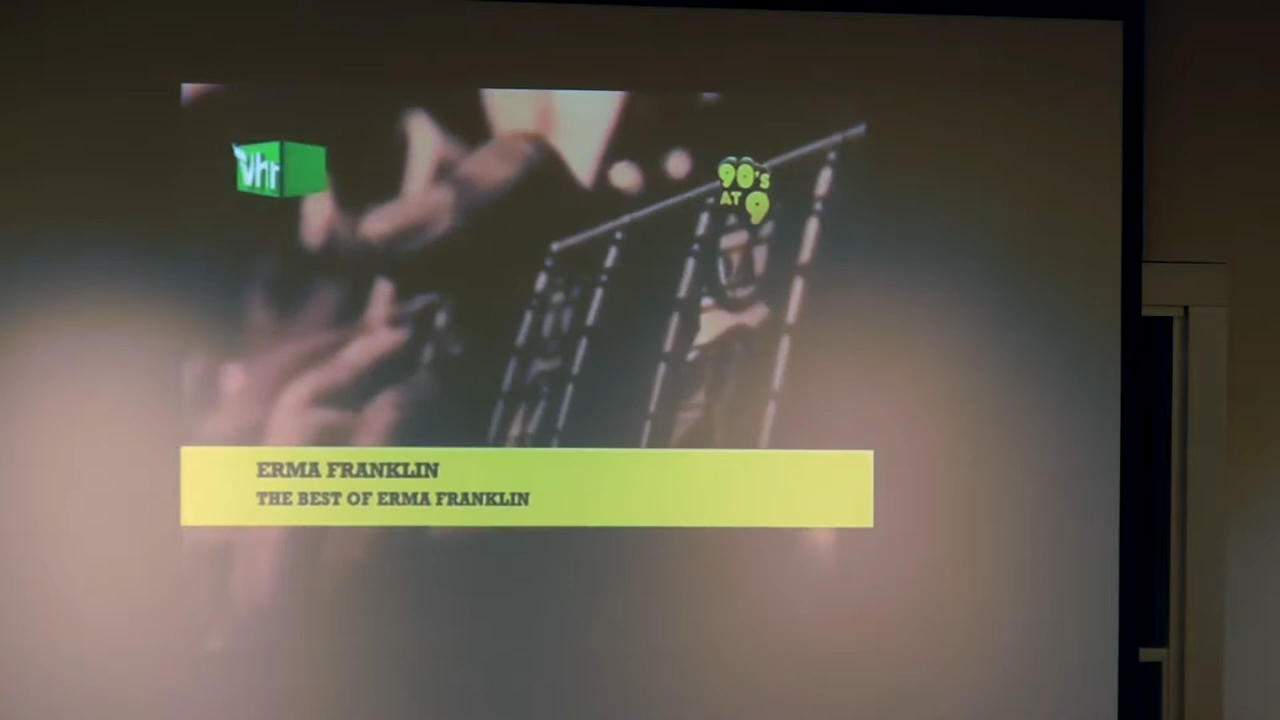 Vh1
90's
AT 9
ERMA FRANKLIN
THE BEST OF ERMA FRANKLIN